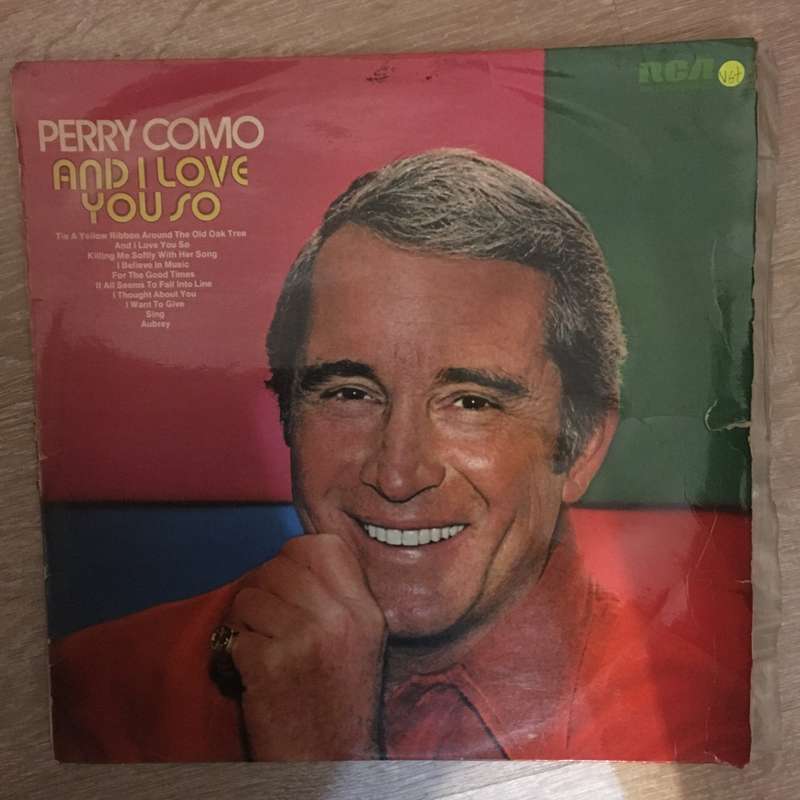 RCA
VG+
PERRY COMO
AND I LOVE
YOU SO
Tie A Yellow Ribbon Around The Old Oak Tree
And I Love You So
Killing Me Softly With Her Song
I Believe In Music
For The Good Times
It All Seems To Fall Into Line
I Thought About You
I Want To Give
Sing
Aubrey